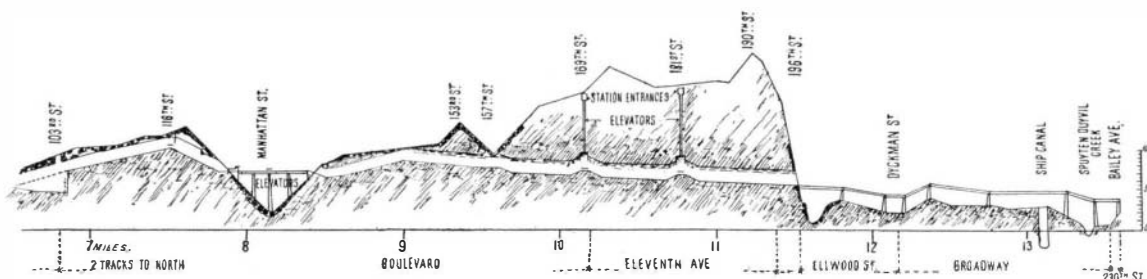 103RD ST.
116TH ST.
MANHATTAN ST.
ELEVATORS
153RD ST.
157TH ST.
169TH ST.
STATION ENTRANCES
ELEVATORS
181ST ST.
190TH ST.
196TH ST.
DYCKMAN ST
SHIP CANAL
SPUYTEN DUYVIL
CREEK
BAILEY AVE.
7 MILES. 8 9 10 11 12 13
2 TRACKS TO NORTH BOULEVARD ELEVENTH AVE ELLWOOD ST. BROADWAY
230TH ST.